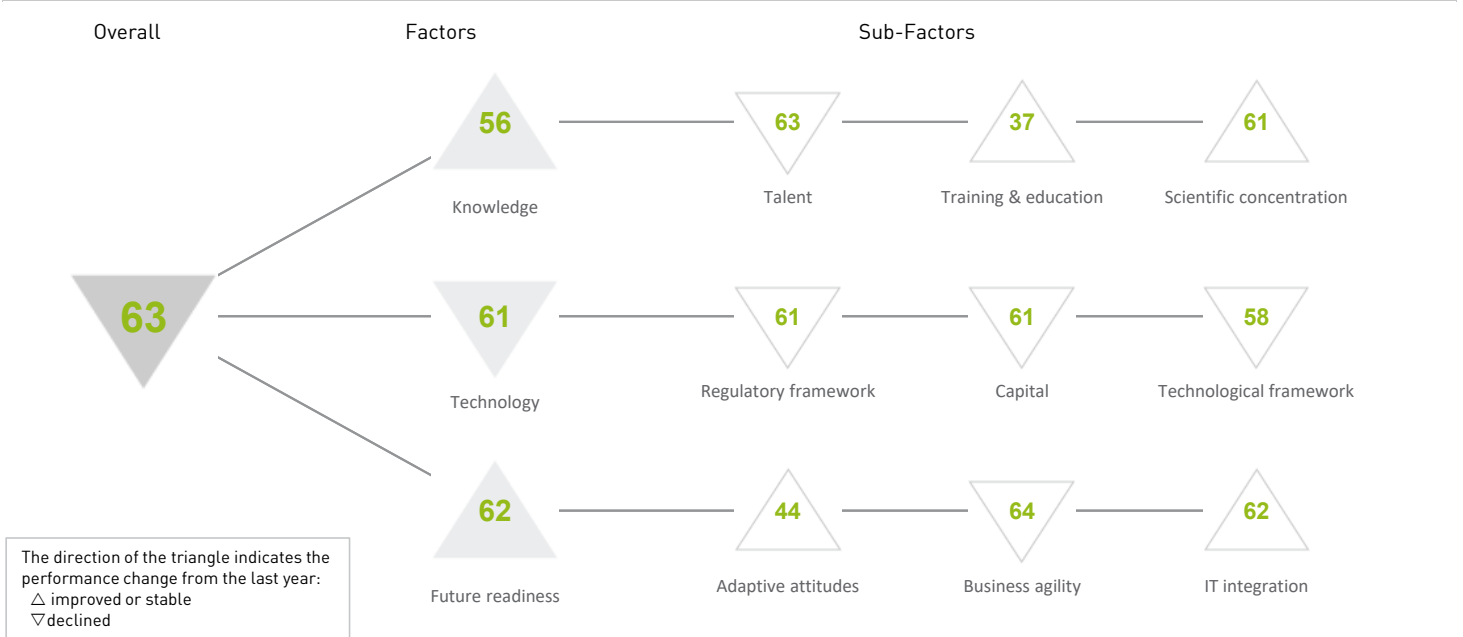 Overall Factors Sub-Factors
56 63 37 61
Knowledge Talent Training & education Scientific concentration
63 61 61 61 58
Technology Regulatory framework Capital Technological framework
62 44 64 62
Future readiness Adaptive attitudes Business agility IT integration
The direction of the triangle indicates the
performance change from the last year:
△ improved or stable
▽ declined